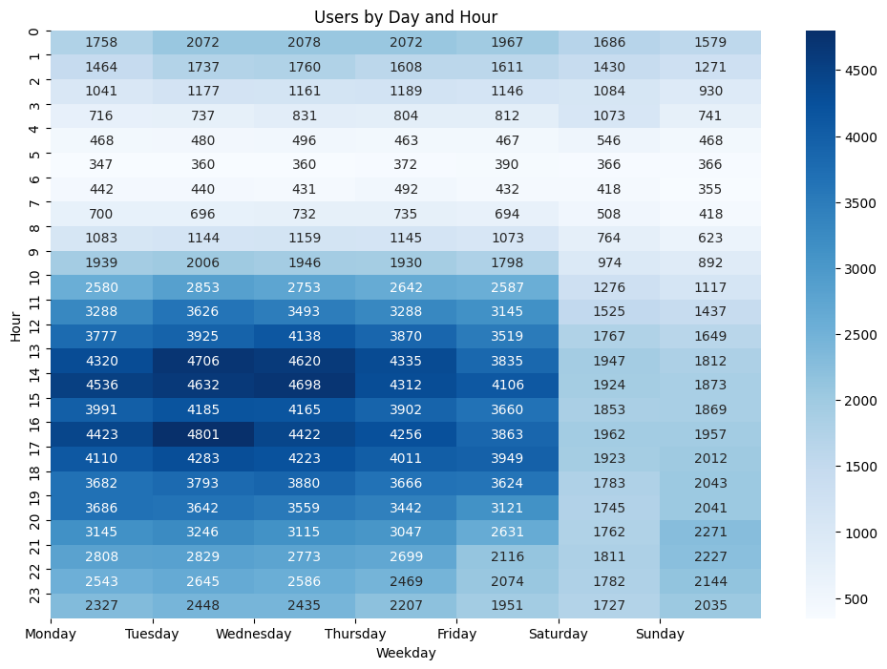 Users by Day and Hour
0 1758 2072 2078 2072 1967 1686 1579
1 1464 1737 1760 1608 1611 1430 1271
2 1041 1177 1161 1189 1146 1084 930
3 716 737 831 804 812 1073 741
4 468 480 496 463 467 546 468
5 347 360 360 372 390 366 366
6 442 440 431 492 432 418 355
7 700 696 732 735 694 508 418
8 1083 1144 1159 1145 1073 764 623
9 1939 2006 1946 1930 1798 974 892
10 2580 2853 2753 2642 2587 1276 1117
11 3288 3626 3493 3288 3145 1525 1437
12 3777 3925 4138 3870 3519 1767 1649
13 4320 4706 4620 4335 3835 1947 1812
14 4536 4632 4698 4312 4106 1924 1873
15 3991 4185 4165 3902 3660 1853 1869
16 4423 4801 4422 4256 3863 1962 1957
17 4110 4283 4223 4011 3949 1923 2012
18 3682 3793 3880 3666 3624 1783 2043
19 3686 3642 3559 3442 3121 1745 2041
20 3145 3246 3115 3047 2631 1762 2271
21 2808 2829 2773 2699 2116 1811 2227
22 2543 2645 2586 2469 2074 1782 2144
23 2327 2448 2435 2207 1951 1727 2035
Hour
Monday Tuesday Wednesday Thursday Friday Saturday Sunday
Weekday
4500
4000
3500
3000
2500
2000
1500
1000
500